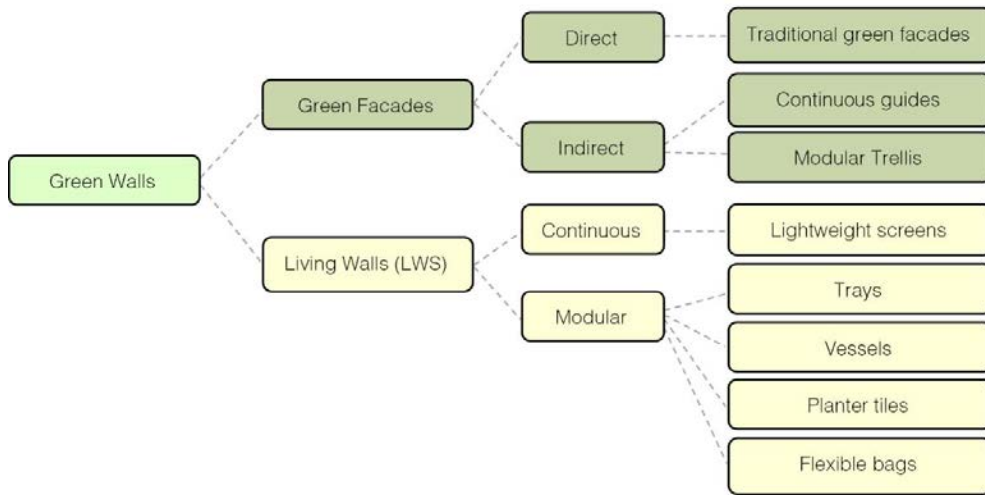 Green Walls
Green Facades
Living Walls (LWS)
Direct
Indirect
Continuous
Modular
Traditional green facades
Continuous guides
Modular Trellis
Lightweight screens
Trays
Vessels
Planter tiles
Flexible bags